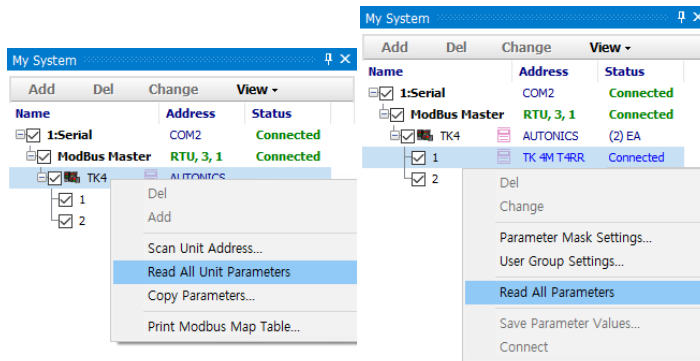 My System
Add Del Change View
Name Address Status
1:Serial COM2 Connected
ModBus Master RTU, 3, 1 Connected
TK4 AUTONICS
1
2
Del
Add
Scan Unit Address...
Read All Unit Parameters
Copy Parameters...
Print Modbus Map Table...
My System
Add Del Change View
Name Address Status
1:Serial COM2 Connected
ModBus Master RTU, 3, 1 Connected
TK4 AUTONICS (2) EA
1 TK 4M T4RR Connected
2
Del
Change
Parameter Mask Settings...
User Group Settings...
Read All Parameters
Save Parameter Values...
Connect